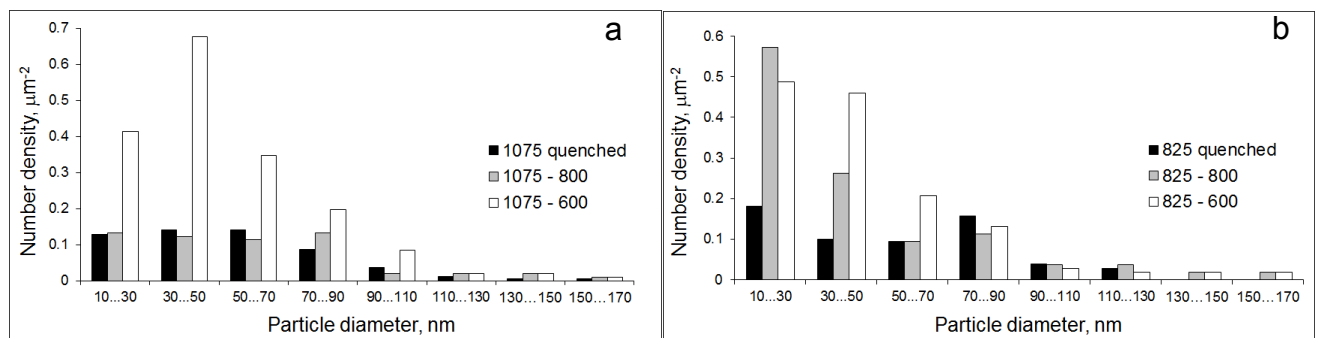 a
0.7
0.6
0.5
0.4
0.3
0.2
0.1
0
Number density, μm-2
1075 quenched
1075 - 800
1075 - 600
10...30 30...50 50...70 70...90 90...110 110...130 130...150 150...170
Particle diameter, nm
b
0.6
0.5
0.4
0.3
0.2
0.1
0
Number density, μm-2
825 quenched
825 - 800
825 - 600
10...30 30...50 50...70 70...90 90...110 110...130 130...150 150...170
Particle diameter, nm